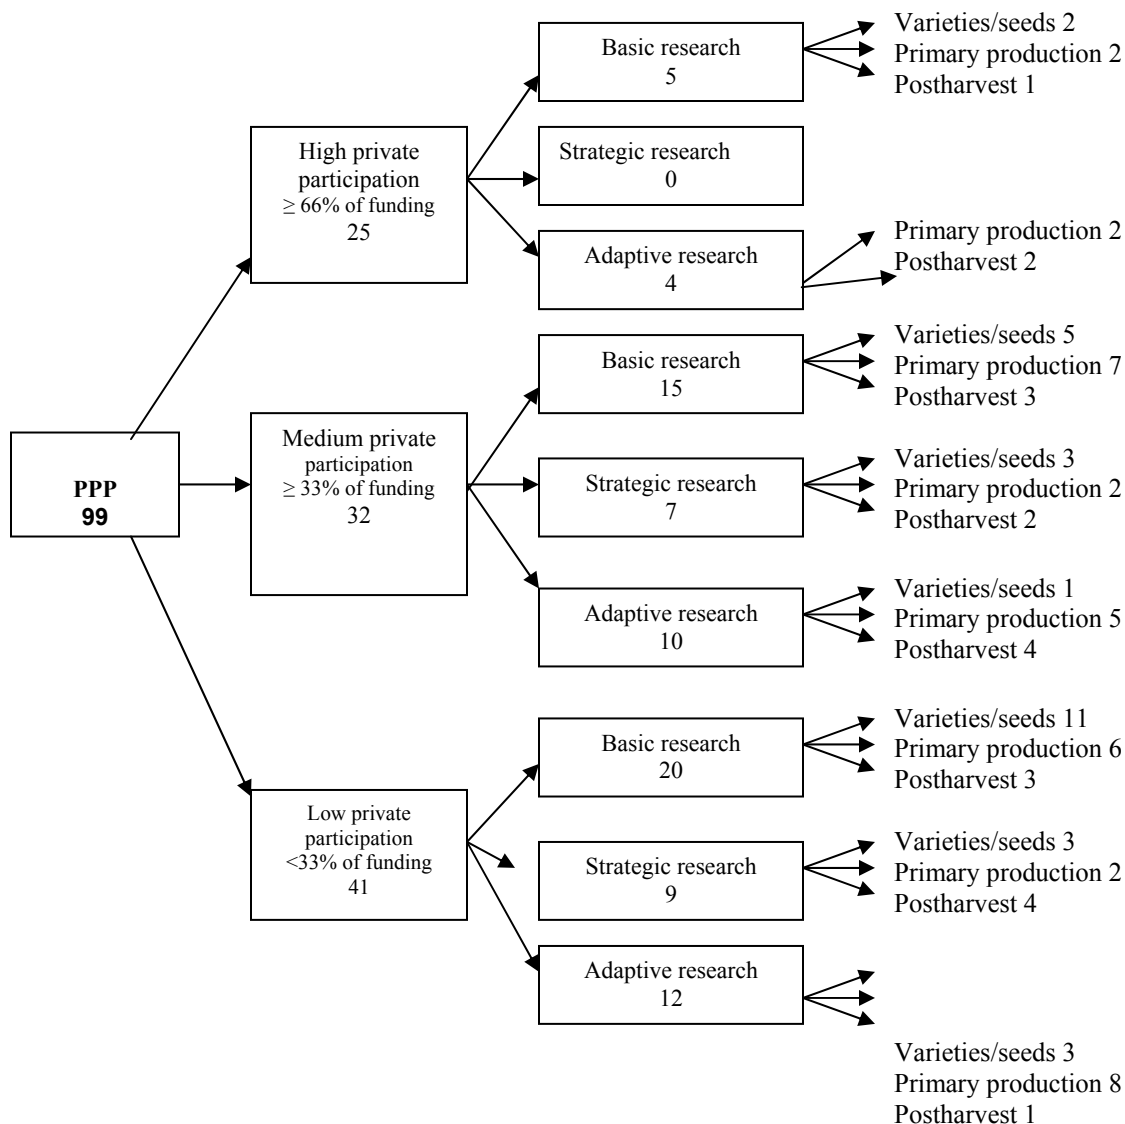 PPP
99
High private
participation
≥ 66% of funding
25
Basic research
5
Varieties/seeds 2
Primary production 2
Postharvest 1
Strategic research
0
Adaptive research
4
Primary production 2
Postharvest 2
Medium private
participation
≥ 33% of funding
32
Basic research
15
Varieties/seeds 5
Primary production 7
Postharvest 3
Strategic research
7
Varieties/seeds 3
Primary production 2
Postharvest 2
Adaptive research
10
Varieties/seeds 1
Primary production 5
Postharvest 4
Low private
participation
<33% of funding
41
Basic research
20
Varieties/seeds 11
Primary production 6
Postharvest 3
Strategic research
9
Varieties/seeds 3
Primary production 2
Postharvest 4
Adaptive research
12
Varieties/seeds 3
Primary production 8
Postharvest 1